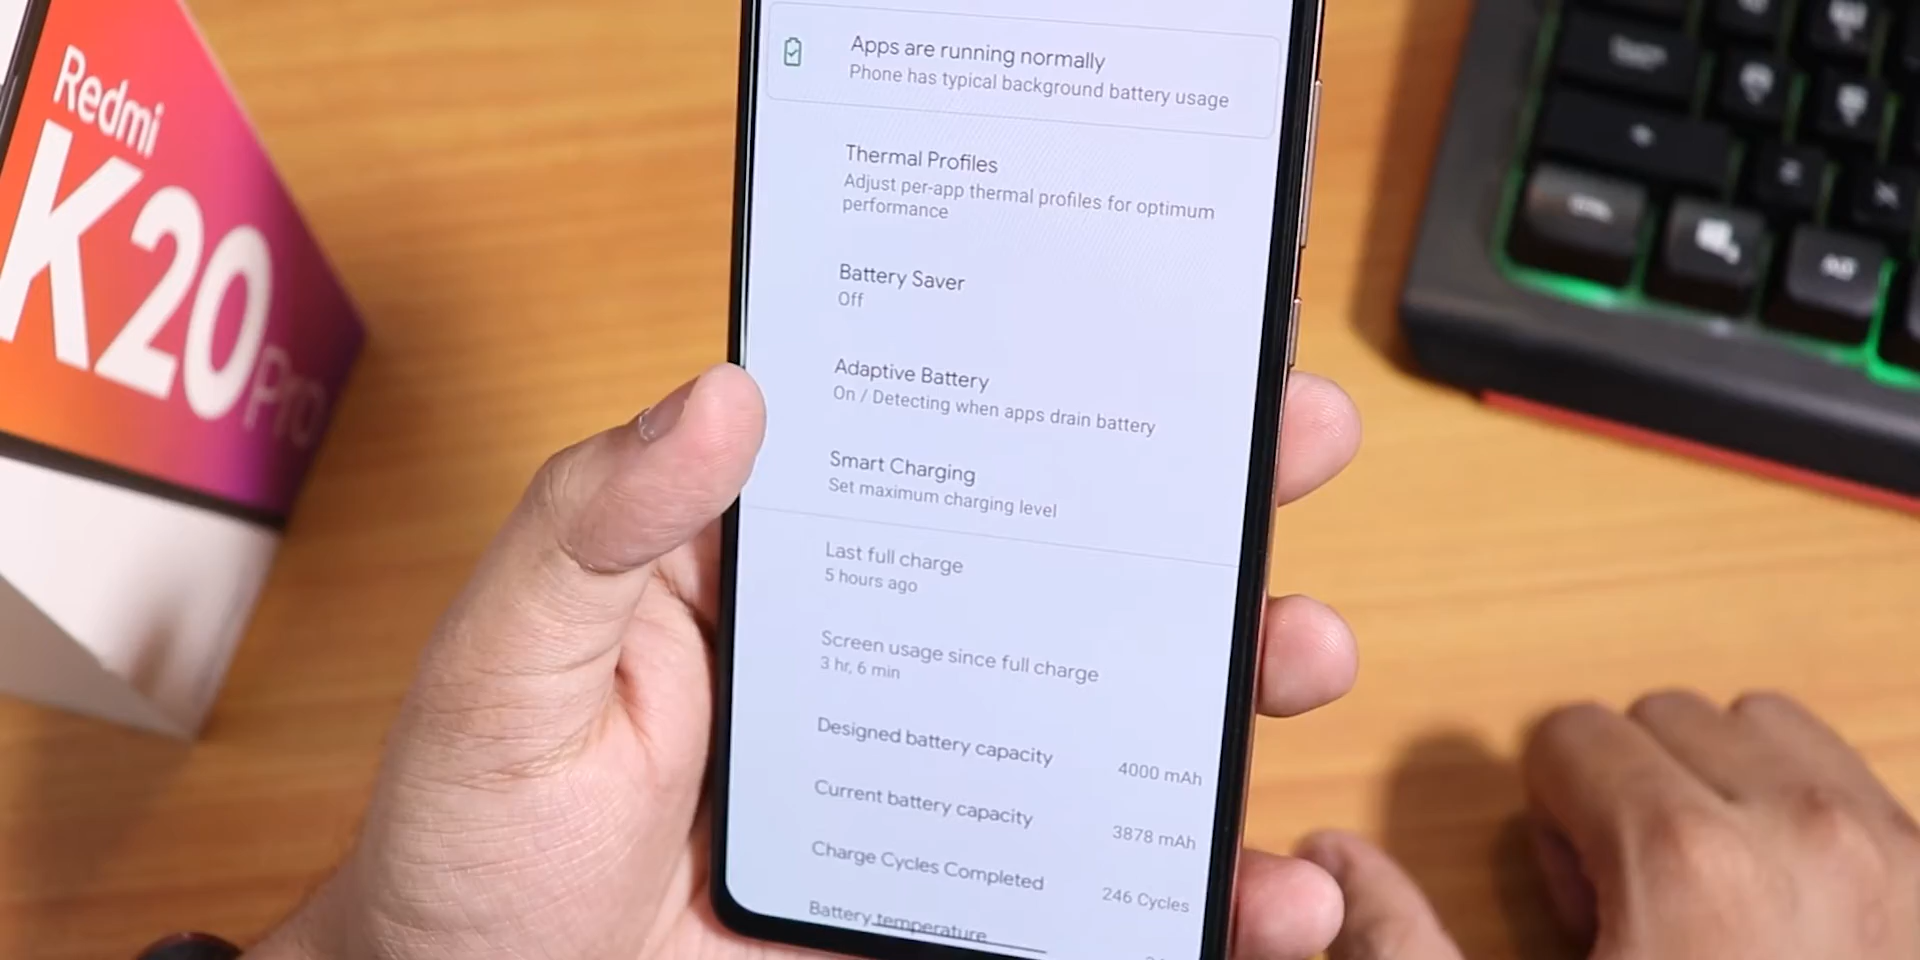 Redmi
K20 Pro
Apps are running normally
Phone has typical background battery usage
Thermal Profiles
Adjust per-app thermal profiles for optimum
performance
Battery Saver
Off
Adaptive Battery
On / Detecting when apps drain battery
Smart Charging
Set maximum charging level
Last full charge
5 hours ago
Screen usage since full charge
3 hr, 6 min
Designed battery capacity
4000 mAh
Current battery capacity
3878 mAh
Charge Cycles Completed
246 Cycles
Battery temperature